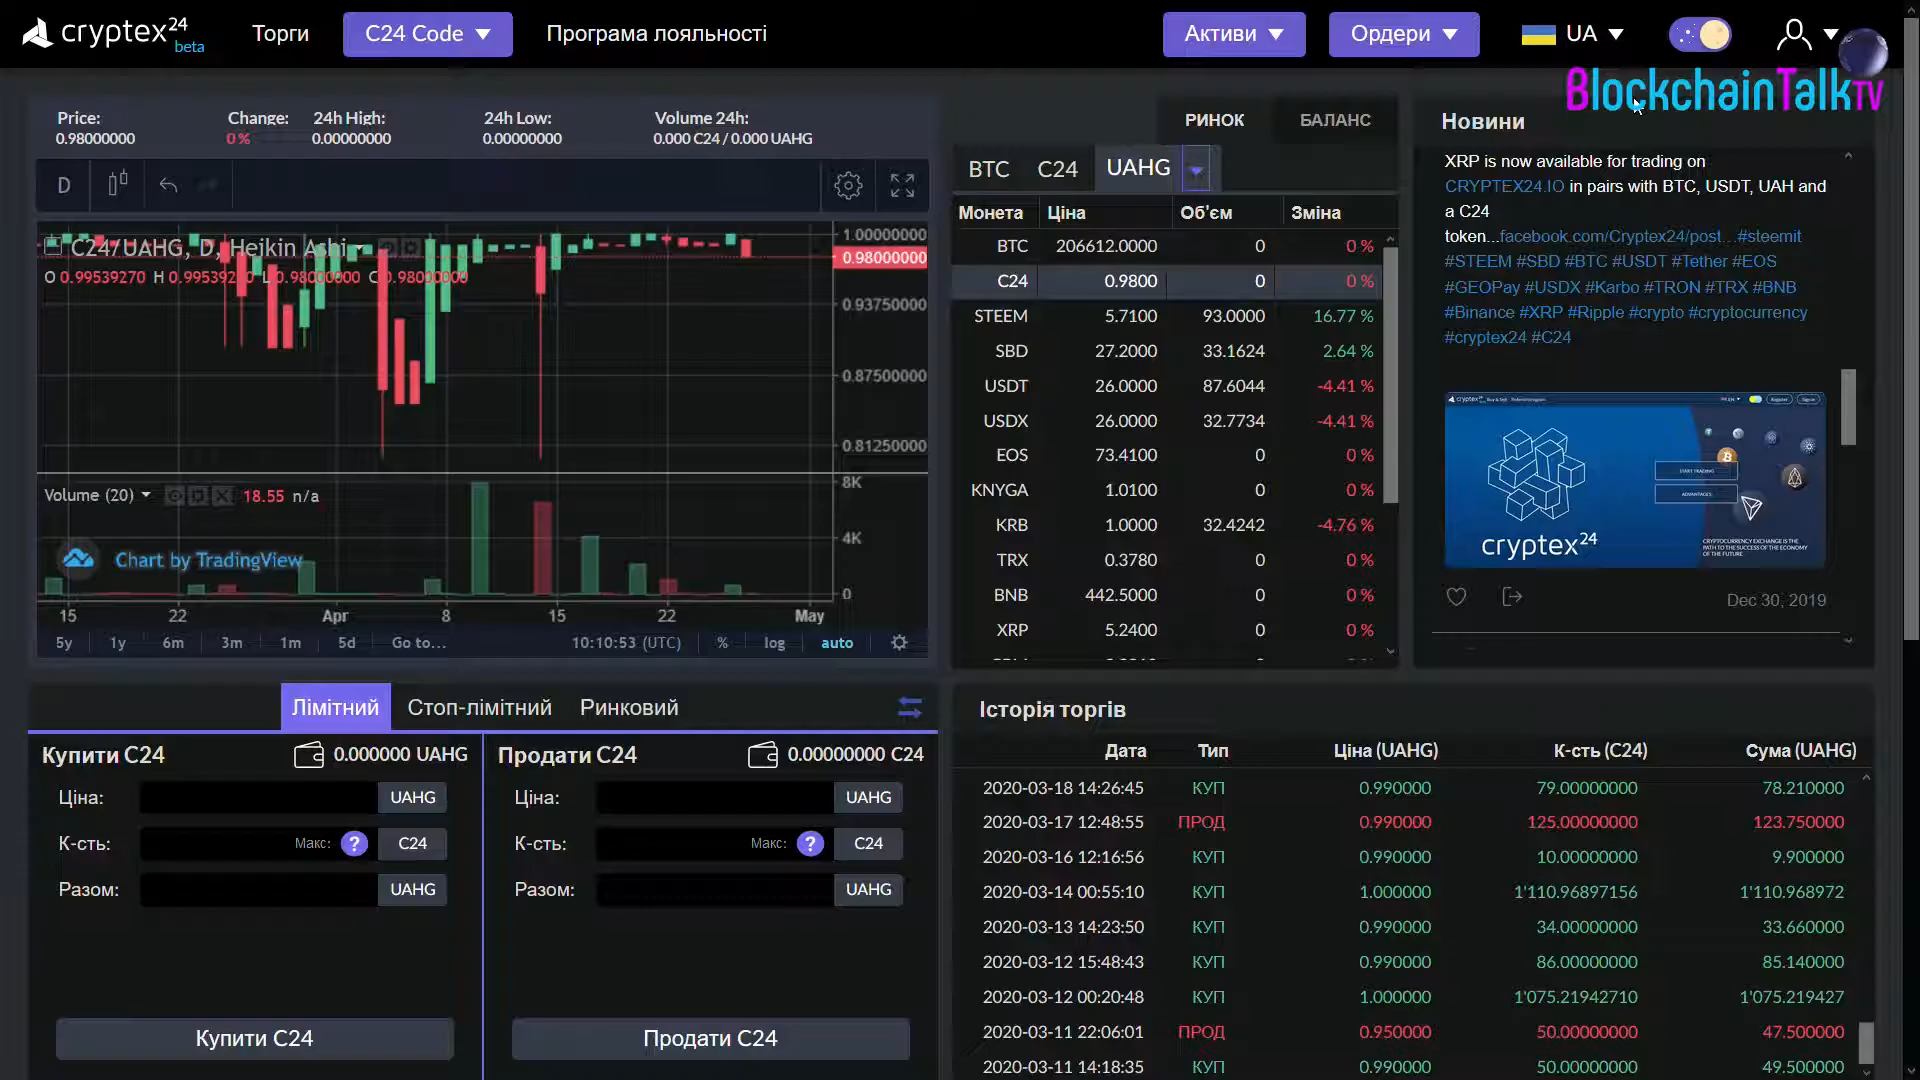 cryptex24 beta
Торги
C24 Code
Програма лояльності
Активи
Ордери
UA
BlockchainTalkTV
Price:
0.98000000
Change:
0 %
24h High:
0.00000000
24h Low:
0.00000000
Volume 24h:
0.000 C24 / 0.000 UAHG
D
C24/UAHG, D, Heikin Ashi
O 0.99539270 H 0.99539270 L 0.98000000 C 0.98000000
1.00000000
0.98000000
0.93750000
0.87500000
0.81250000
Volume (20) 18.55 n/a
8K
4K
0
Chart by TradingView
15 22 Apr 8 15 22 May
5y 1y 6m 3m 1m 5d Go to... 10:10:53 (UTC) % log auto
РИНОК
БАЛАНС
BTC C24 UAHG
Монета Ціна Об'єм Зміна
BTC 206612.0000 0 0 %
C24 0.9800 0 0 %
STEEM 5.7100 93.0000 16.77 %
SBD 27.2000 33.1624 2.64 %
USDT 26.0000 87.6044 -4.41 %
USDX 26.0000 32.7734 -4.41 %
EOS 73.4100 0 0 %
KNYGA 1.0100 0 0 %
KRB 1.0000 32.4242 -4.76 %
TRX 0.3780 0 0 %
BNB 442.5000 0 0 %
XRP 5.2400 0 0 %
Новини
XRP is now available for trading on
CRYPTEX24.IO in pairs with BTC, USDT, UAH and
a C24
token...facebook.com/Cryptex24/post…#steemit
#STEEM #SBD #BTC #USDT #Tether #EOS
#GEOPay #USDX #Karbo #TRON #TRX #BNB
#Binance #XRP #Ripple #crypto #cryptocurrency
#cryptex24 #C24
START TRADING
ADVANTAGES
cryptex24
CRYPTOCURRENCY EXCHANGE IS THE
PATH TO THE SUCCESS OF THE ECONOMY
OF THE FUTURE
Dec 30, 2019
Лімітний
Стоп-лімітний
Ринковий
Купити C24
0.000000 UAHG
Ціна: UAHG
К-сть: Макс: ? C24
Разом: UAHG
Купити C24
Продати C24
0.00000000 C24
Ціна: UAHG
К-сть: Макс: ? C24
Разом: UAHG
Продати C24
Історія торгів
Дата Тип Ціна (UAHG) К-сть (C24) Сума (UAHG)
2020-03-18 14:26:45 КУП 0.990000 79.00000000 78.210000
2020-03-17 12:48:55 ПРОД 0.990000 125.00000000 123.750000
2020-03-16 12:16:56 КУП 0.990000 10.00000000 9.900000
2020-03-14 00:55:10 КУП 1.000000 1'110.96897156 1'110.968972
2020-03-13 14:23:50 КУП 0.990000 34.00000000 33.660000
2020-03-12 15:48:43 КУП 0.990000 86.00000000 85.140000
2020-03-12 00:20:48 КУП 1.000000 1'075.21942710 1'075.219427
2020-03-11 22:06:01 ПРОД 0.950000 50.00000000 47.500000
2020-03-11 14:18:35 КУП 0.990000 50.00000000 49.500000